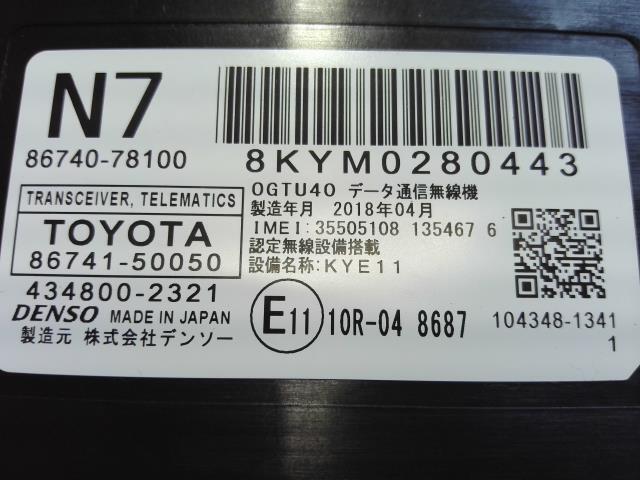 N7
86740-78100
8KYM0280443
TRANSCEIVER, TELEMATICS
TOYOTA
86741-50050
434800-2321
DENSO MADE IN JAPAN
製造元 株式会社デンソー
OGTU40 データ通信無線機
製造年月 2018年04月
IMEI:35505108 135467 6
認定無線設備搭載
設備名称:KYE11
E11 10R-04 8687
104348-1341
1